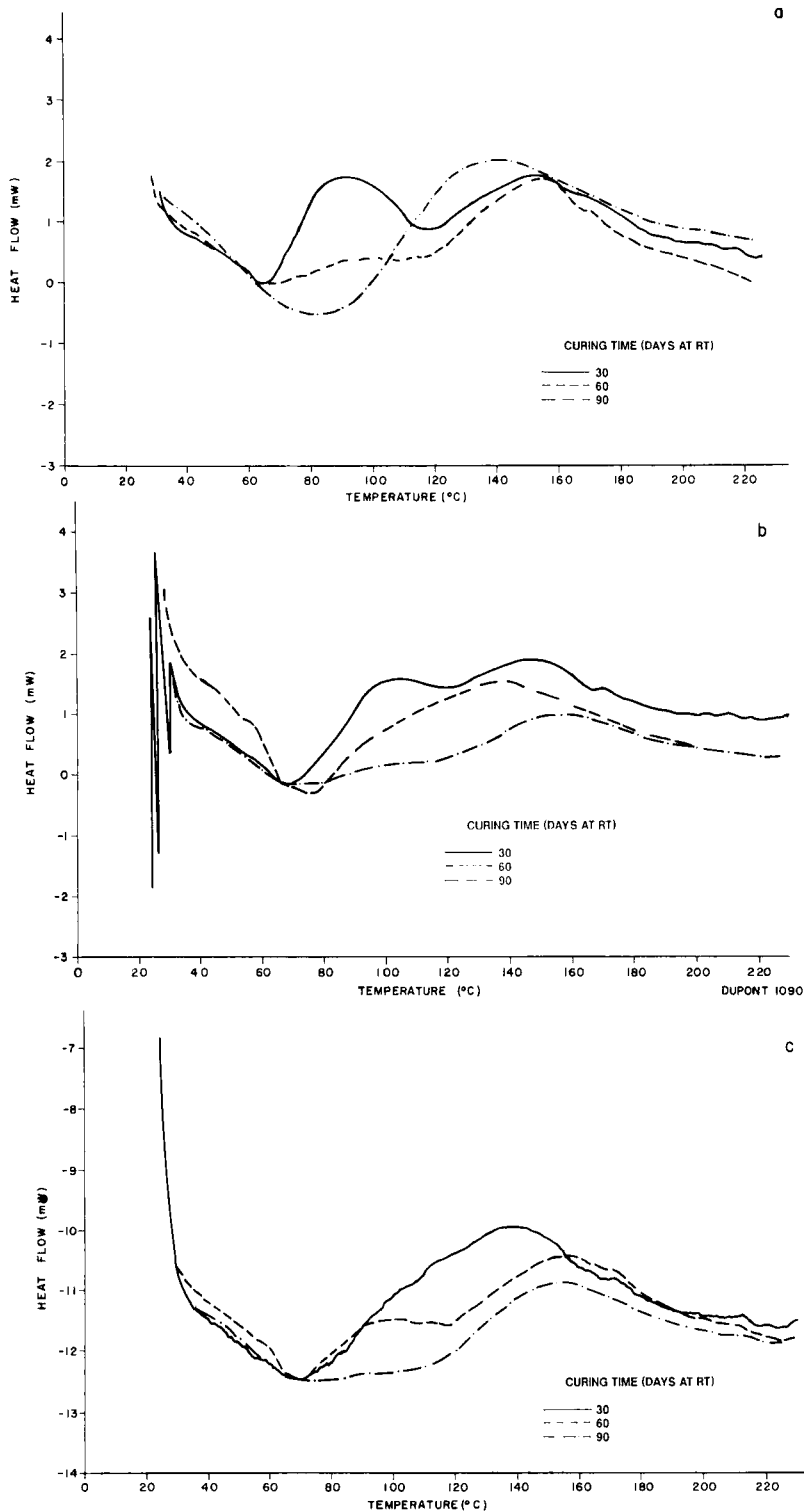 a
4
3
2
1
0
-1
-2
-3
HEAT FLOW (mW)
CURING TIME (DAYS AT RT)
30
60
90
0 20 40 60 80 100 120 140 160 180 200 220
TEMPERATURE (°C)
b
4
3
2
1
0
-1
-2
-3
HEAT FLOW (mW)
CURING TIME (DAYS AT RT)
30
60
90
0 20 40 60 80 100 120 140 160 180 200 220
TEMPERATURE (°C) DUPONT 1090
c
-7
-8
-9
-10
-11
-12
-13
-14
HEAT FLOW (mW)
CURING TIME (DAYS AT RT)
30
60
90
0 20 40 60 80 100 120 140 160 180 200 220
TEMPERATURE (°C)